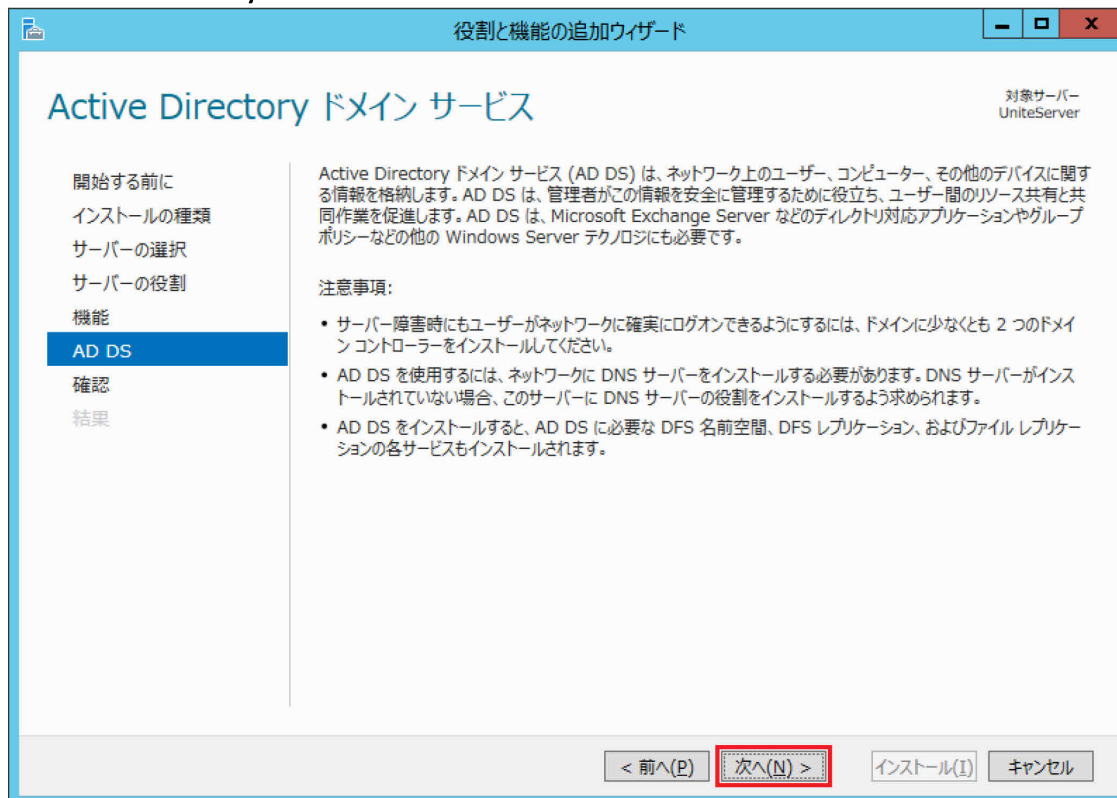 役割と機能の追加ウィザード
Active Directory ドメイン サービス
対象サーバー
UniteServer
開始する前に
インストールの種類
サーバーの選択
サーバーの役割
機能
AD DS
確認
結果
Active Directory ドメイン サービス (AD DS) は、ネットワーク上のユーザー、コンピューター、その他のデバイスに関す
る情報を格納します。AD DS は、管理者がこの情報を安全に管理するために役立ち、ユーザー間のリソース共有と共
同作業を促進します。AD DS は、Microsoft Exchange Server などのディレクトリ対応アプリケーションやグループ
ポリシーなどの他の Windows Server テクノロジにも必要です。
注意事項:
• サーバー障害時にもユーザーがネットワークに確実にログオンできるようにするには、ドメインに少なくとも 2 つのドメイ
ン コントローラーをインストールしてください。
• AD DS を使用するには、ネットワークに DNS サーバーをインストールする必要があります。DNS サーバーがインス
トールされていない場合、このサーバーに DNS サーバーの役割をインストールするよう求められます。
• AD DS をインストールすると、AD DS に必要な DFS 名前空間、DFS レプリケーション、およびファイル レプリケー
ションの各サービスもインストールされます。
< 前へ(P)
次へ(N) >
インストール(I)
キャンセル